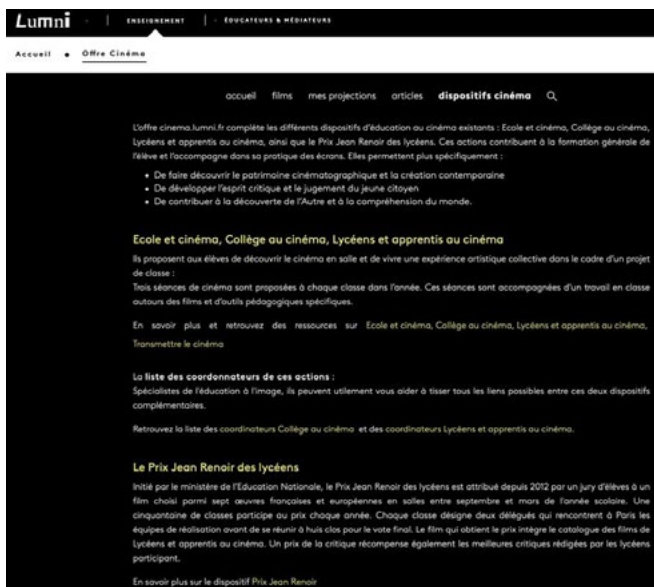 Lumni
ENSEIGNEMENT
ÉDUCATEURS & MÉDIATEURS
Accueil • Offre Cinéma
accueil films mes projections articles dispositifs cinéma
L'offre cinema.lumni.fr complète les différents dispositifs d'éducation au cinéma existants : Ecole et cinéma, Collège au cinéma,
Lycéens et apprentis au cinéma, ainsi que le Prix Jean Renoir des lycéens. Ces actions contribuent à la formation générale de
l'élève et l'accompagne dans sa pratique des écrans. Elles permettent plus spécifiquement :
• De faire découvrir le patrimoine cinématographique et la création contemporaine
• De développer l'esprit critique et le jugement du jeune citoyen
• De contribuer à la découverte de l'Autre et à la compréhension du monde.
Ecole et cinéma, Collège au cinéma, Lycéens et apprentis au cinéma
Ils proposent aux élèves de découvrir le cinéma en salle et de vivre une expérience artistique collective dans le cadre d'un projet
de classe :
Trois séances de cinéma sont proposées à chaque classe dans l'année. Ces séances sont accompagnées d'un travail en classe
autours des films et d'outils pédagogiques spécifiques.
En savoir plus et retrouvez des ressources sur Ecole et cinéma, Collège au cinéma, Lycéens et apprentis au cinéma,
Transmettre le cinéma
La liste des coordonnateurs de ces actions :
Spécialistes de l'éducation à l'image, ils peuvent utilement vous aider à tisser tous les liens possibles entre ces deux dispositifs
complémentaires.
Retrouvez la liste des coordinateurs Collège au cinéma et des coordinateurs Lycéens et apprentis au cinéma.
Le Prix Jean Renoir des lycéens
Initié par le ministère de l'Education Nationale, le Prix Jean Renoir des lycéens est attribué depuis 2012 par un jury d'élèves à un
film choisi parmi sept œuvres françaises et européennes en salles entre septembre et mars de l'année scolaire. Une
cinquantaine de classes participe au prix chaque année. Chaque classe désigne deux délégués qui rencontrent à Paris les
équipes de réalisation avant de se réunir à huis clos pour le vote final. Le film qui obtient le prix intègre le catalogue des films de
Lycéens et apprentis au cinéma. Un prix de la critique récompense également les meilleures critiques rédigées par les lycéens
participant.
En savoir plus sur le dispositif Prix Jean Renoir